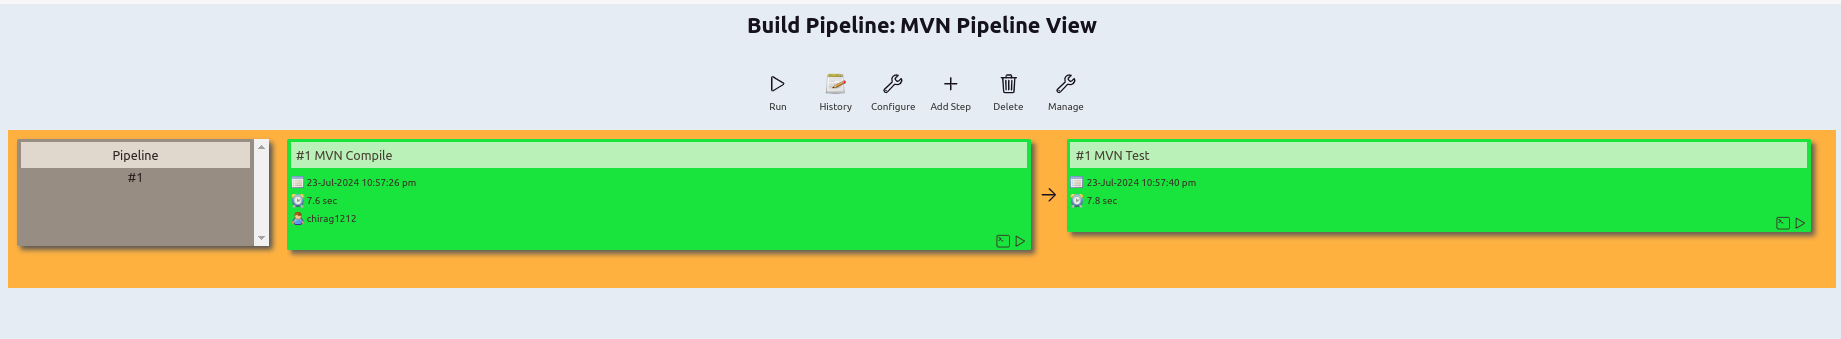 Build Pipeline: MVN Pipeline View
Run History Configure Add Step Delete Manage
Pipeline
#1
#1 MVN Compile
23-Jul-2024 10:57:26 pm
7.6 sec
chirag1212
#1 MVN Test
23-Jul-2024 10:57:40 pm
7.8 sec